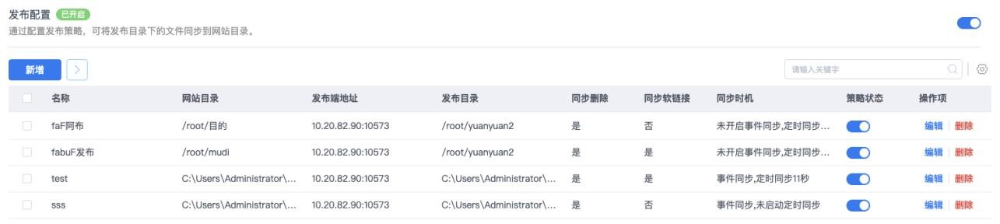 发布配置 已开启
通过配置发布策略，可将发布目录下的文件同步到网站目录。
新增 请输入关键字
名称 网站目录 发布端地址 发布目录 同步删除 同步软链接 同步时机 策略状态 操作项
faF阿布 /root/目的 10.20.82.90:10573 /root/yuanyuan2 是 否 未开启事件同步,定时同步... 编辑 删除
fabuF发布 /root/mudi 10.20.82.90:10573 /root/yuanyuan2 是 是 未开启事件同步,定时同步... 编辑 删除
test C:\Users\Administrator\... 10.20.82.90:10573 C:\Users\Administrator\... 是 是 事件同步,定时同步11秒 编辑 删除
sss C:\Users\Administrator\... 10.20.82.90:10573 C:\Users\Administrator\... 是 否 事件同步,未启动定时同步 编辑 删除